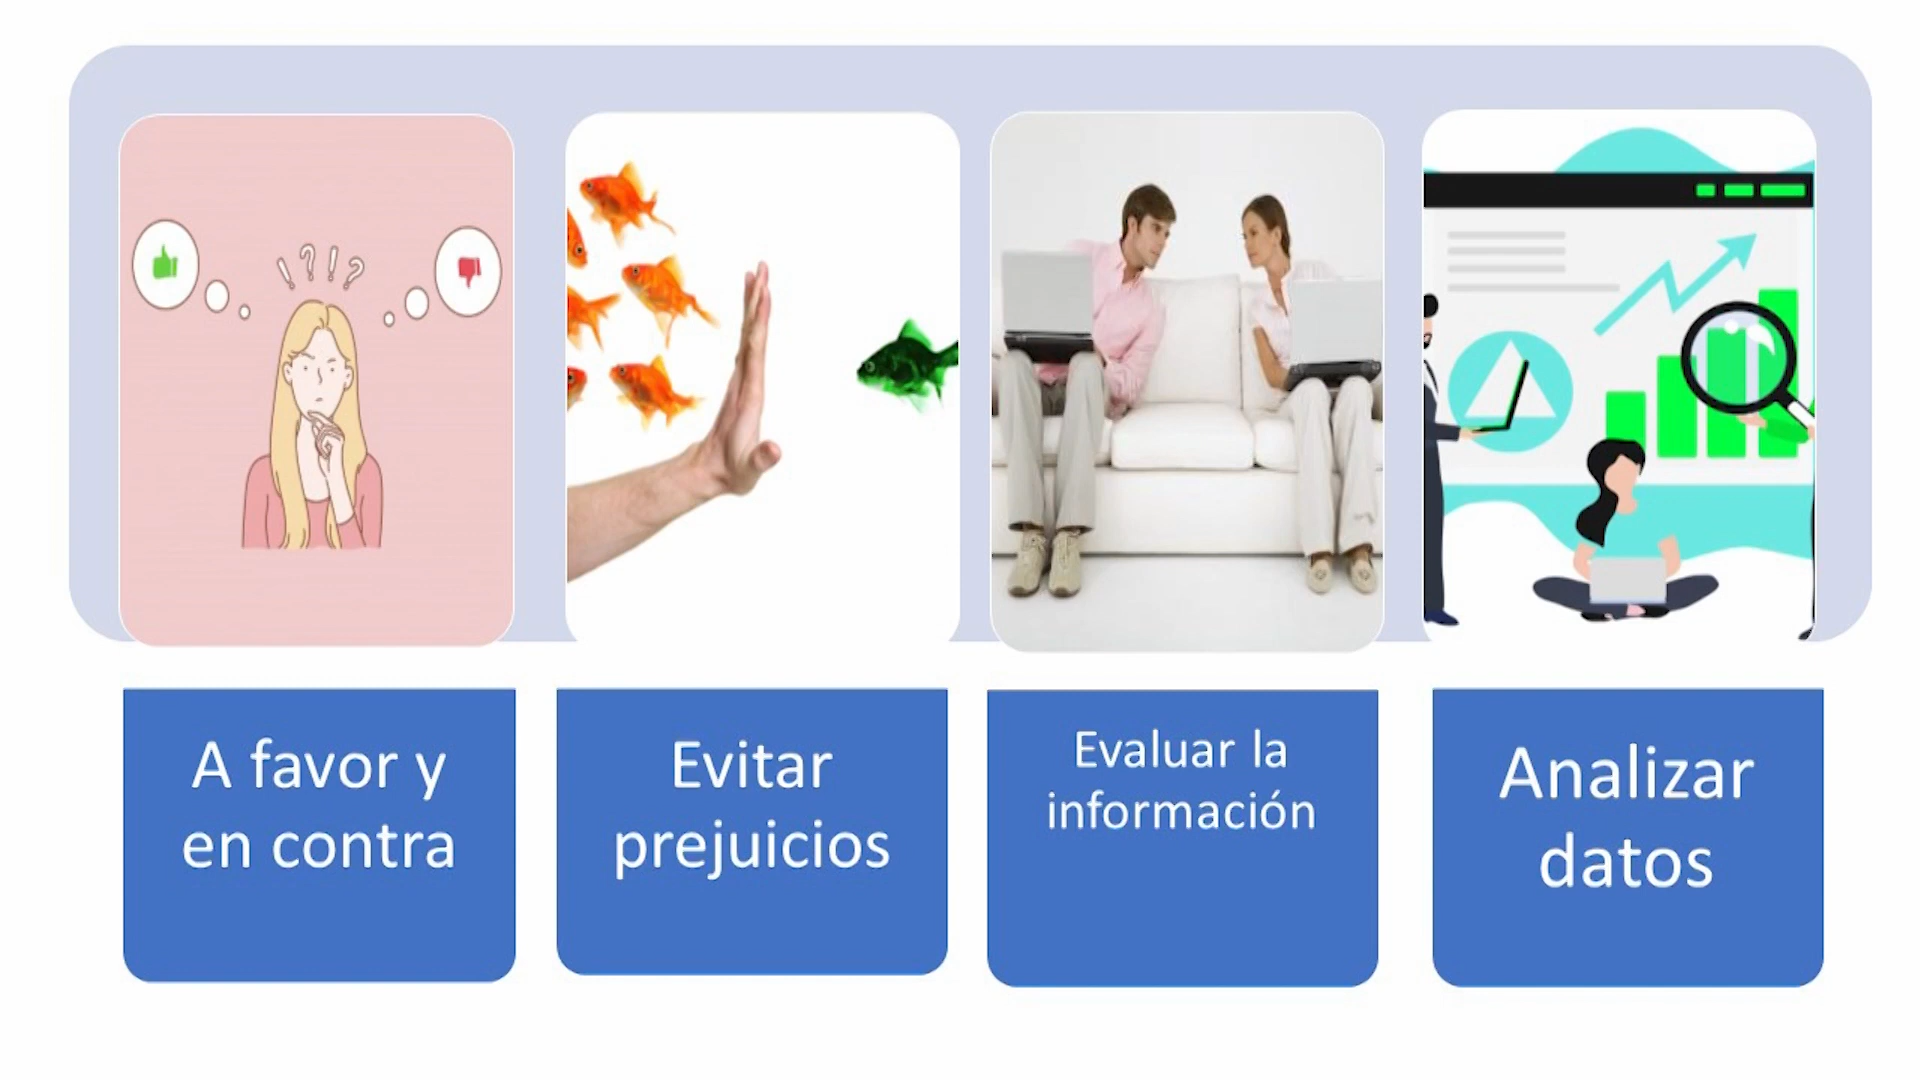 A favor y
en contra
Evitar
prejuicios
Evaluar la
información
Analizar
datos